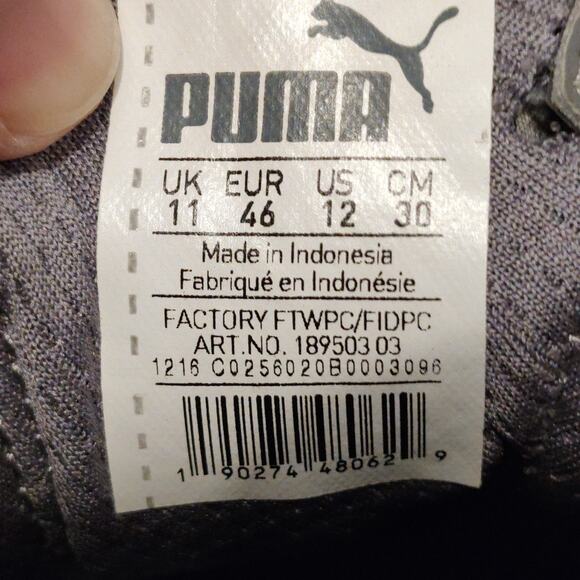 PUMA
UK EUR US CM
11 46 12 30
Made in Indonesia
Fabriqué en Indonésie
FACTORY FTWPC/FIDPC
ART.NO. 189503 03
1216 C0256020B0003096
1 90274 48062 9